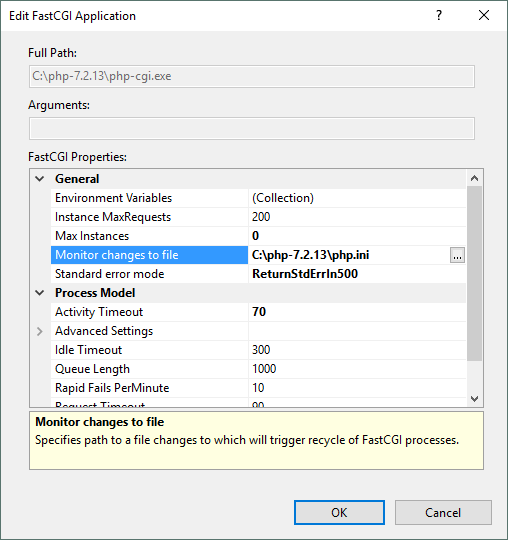 Edit FastCGI Application
?
Full Path:
C:\php-7.2.13\php-cgi.exe
Arguments:
FastCGI Properties:
General
Environment Variables (Collection)
Instance MaxRequests 200
Max Instances 0
Monitor changes to file C:\php-7.2.13\php.ini ...
Standard error mode ReturnStdErrIn500
Process Model
Activity Timeout 70
Advanced Settings
Idle Timeout 300
Queue Length 1000
Rapid Fails PerMinute 10
Request Timeout 90
Monitor changes to file
Specifies path to a file changes to which will trigger recycle of FastCGI processes.
OK Cancel